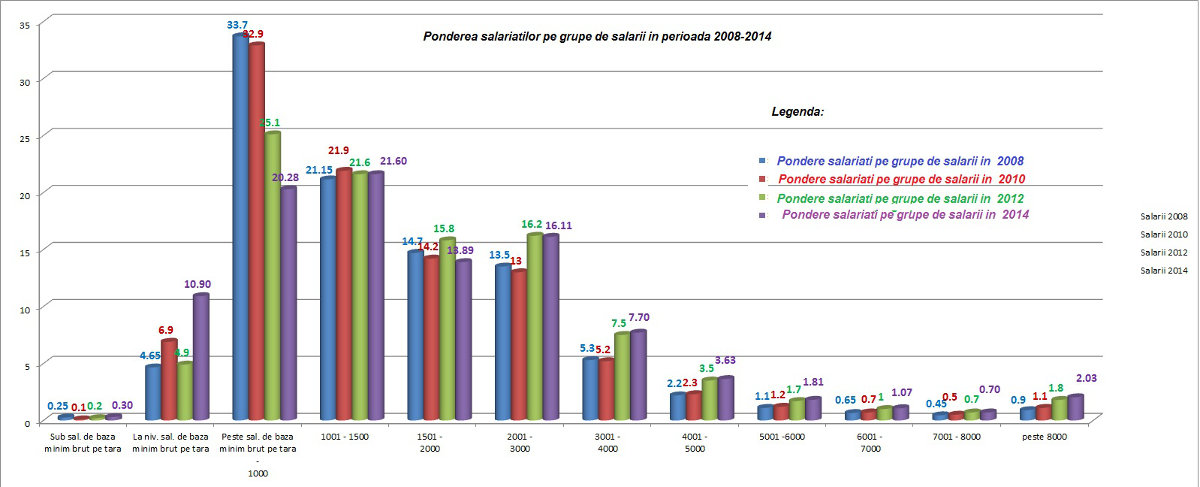 Ponderea salariatilor pe grupe de salarii in perioada 2008-2014
Legenda:
Pondere salariati pe grupe de salarii in 2008
Pondere salariati pe grupe de salarii in 2010
Pondere salariati pe grupe de salarii in 2012
Pondere salariati pe grupe de salarii in 2014
Salarii 2008
Salarii 2010
Salarii 2012
Salarii 2014
35
30
25
20
15
10
5
0
0.25 0.1 0.2 0.30
4.65 6.9 4.9 10.90
33.7 32.9 25.1 20.28
21.15 21.9 21.6 21.60
14.7 14.2 15.8 13.89
13.5 13 16.2 16.11
5.3 5.2 7.5 7.70
2.2 2.3 3.5 3.63
1.1 1.2 1.7 1.81
0.65 0.7 1 1.07
0.45 0.5 0.7 0.70
0.9 1.1 1.8 2.03
Sub sal. de baza
minim brut pe tara
La niv. sal. de baza
minim brut pe tara
Peste sal. de baza
minim brut pe tara
-
1000
1001 - 1500
1501 -
2000
2001 -
3000
3001 -
4000
4001 -
5000
5001 -6000
6001 -
7000
7001 - 8000
peste 8000